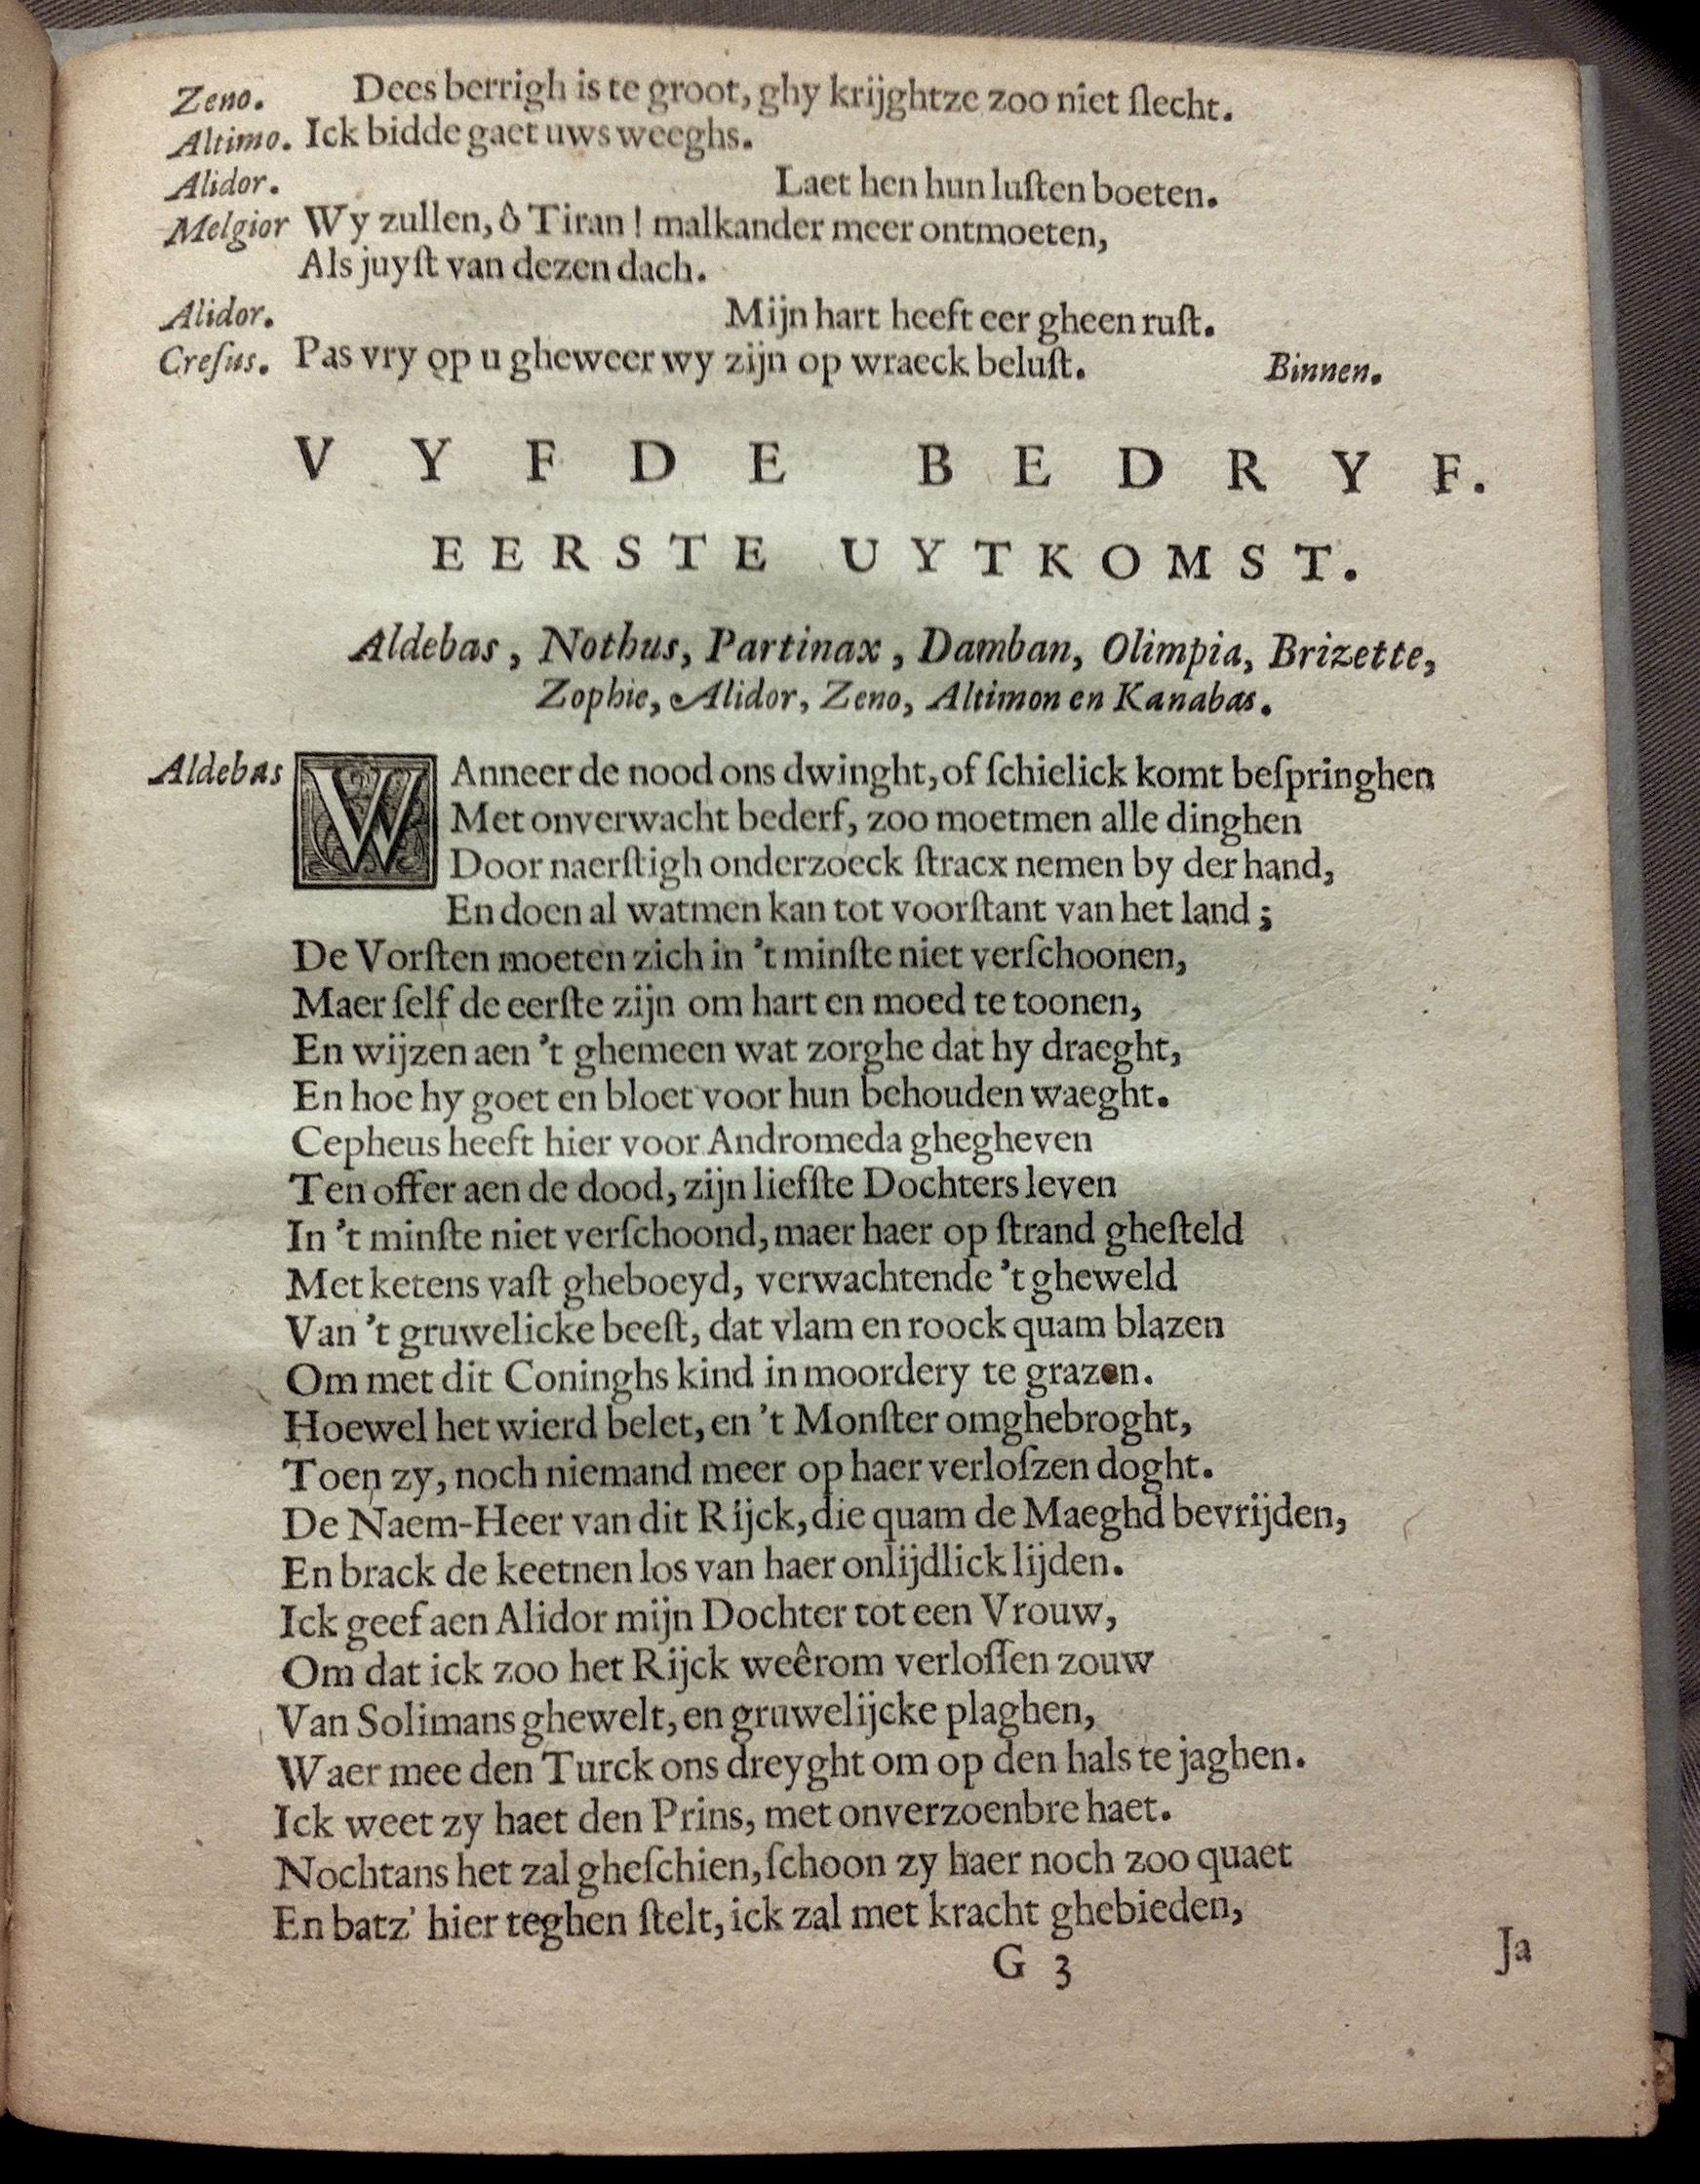 Zeno. Dees berrigh is te groot, ghy krijghtze zoo niet ſlecht.
Altimo. Ick bidde gaet uws weeghs.
Alidor. Laet hen hun luſten boeten.
Melgior Wy zullen, ô Tiran! malkander meer ontmoeten,
Als juyſt van dezen dach.
Alidor. Mijn hart heeft eer gheen ruſt.
Creſus. Pas vry op u gheweer wy zijn op wraeck beluſt. Binnen.
VYFDE BEDRYF.
EERSTE UYTKOMST.
Aldebas, Nothus, Partinax, Damban, Olimpia, Brizette,
Zophie, Alidor, Zeno, Altimon en Kanabas.
Aldebas WAnneer de nood ons dwinght, of ſchielick komt beſpringhen
Met onverwacht bederf, zoo moetmen alle dinghen
Door naerſtigh onderzoeck ſtracx nemen by der hand,
En doen al watmen kan tot voorſtant van het land;
De Vorſten moeten zich in 't minſte niet verſchoonen,
Maer ſelf de eerſte zijn om hart en moed te toonen,
En wijzen aen 't ghemeen wat zorghe dat hy draeght,
En hoe hy goet en bloet voor hun behouden waeght.
Cepheus heeft hier voor Andromeda ghegheven
Ten offer aen de dood, zijn liefſte Dochters leven
In 't minſte niet verſchoond, maer haer op ſtrand gheſteld
Met ketens vaſt gheboeyd, verwachtende 't gheweld
Van 't gruwelicke beeſt, dat vlam en roock quam blazen
Om met dit Coninghs kind in moordery te grazen.
Hoewel het wierd belet, en 't Monſter omghebroght,
Toen zy, noch niemand meer op haer verloſzen doght.
De Naem-Heer van dit Rijck, die quam de Maeghd bevrijden,
En brack de keetnen los van haer onlijdlick lijden.
Ick geef aen Alidor mijn Dochter tot een Vrouw,
Om dat ick zoo het Rijck weêrom verloſſen zouw
Van Solimans ghewelt, en gruwelijcke plaghen,
Waer mee den Turck ons dreyght om op den hals te jaghen.
Ick weet zy haet den Prins, met onverzoenbre haet.
Nochtans het zal gheſchien, ſchoon zy haer noch zoo quaet
En batz' hier teghen ſtelt, ick zal met kracht ghebieden,
G 3 Ja